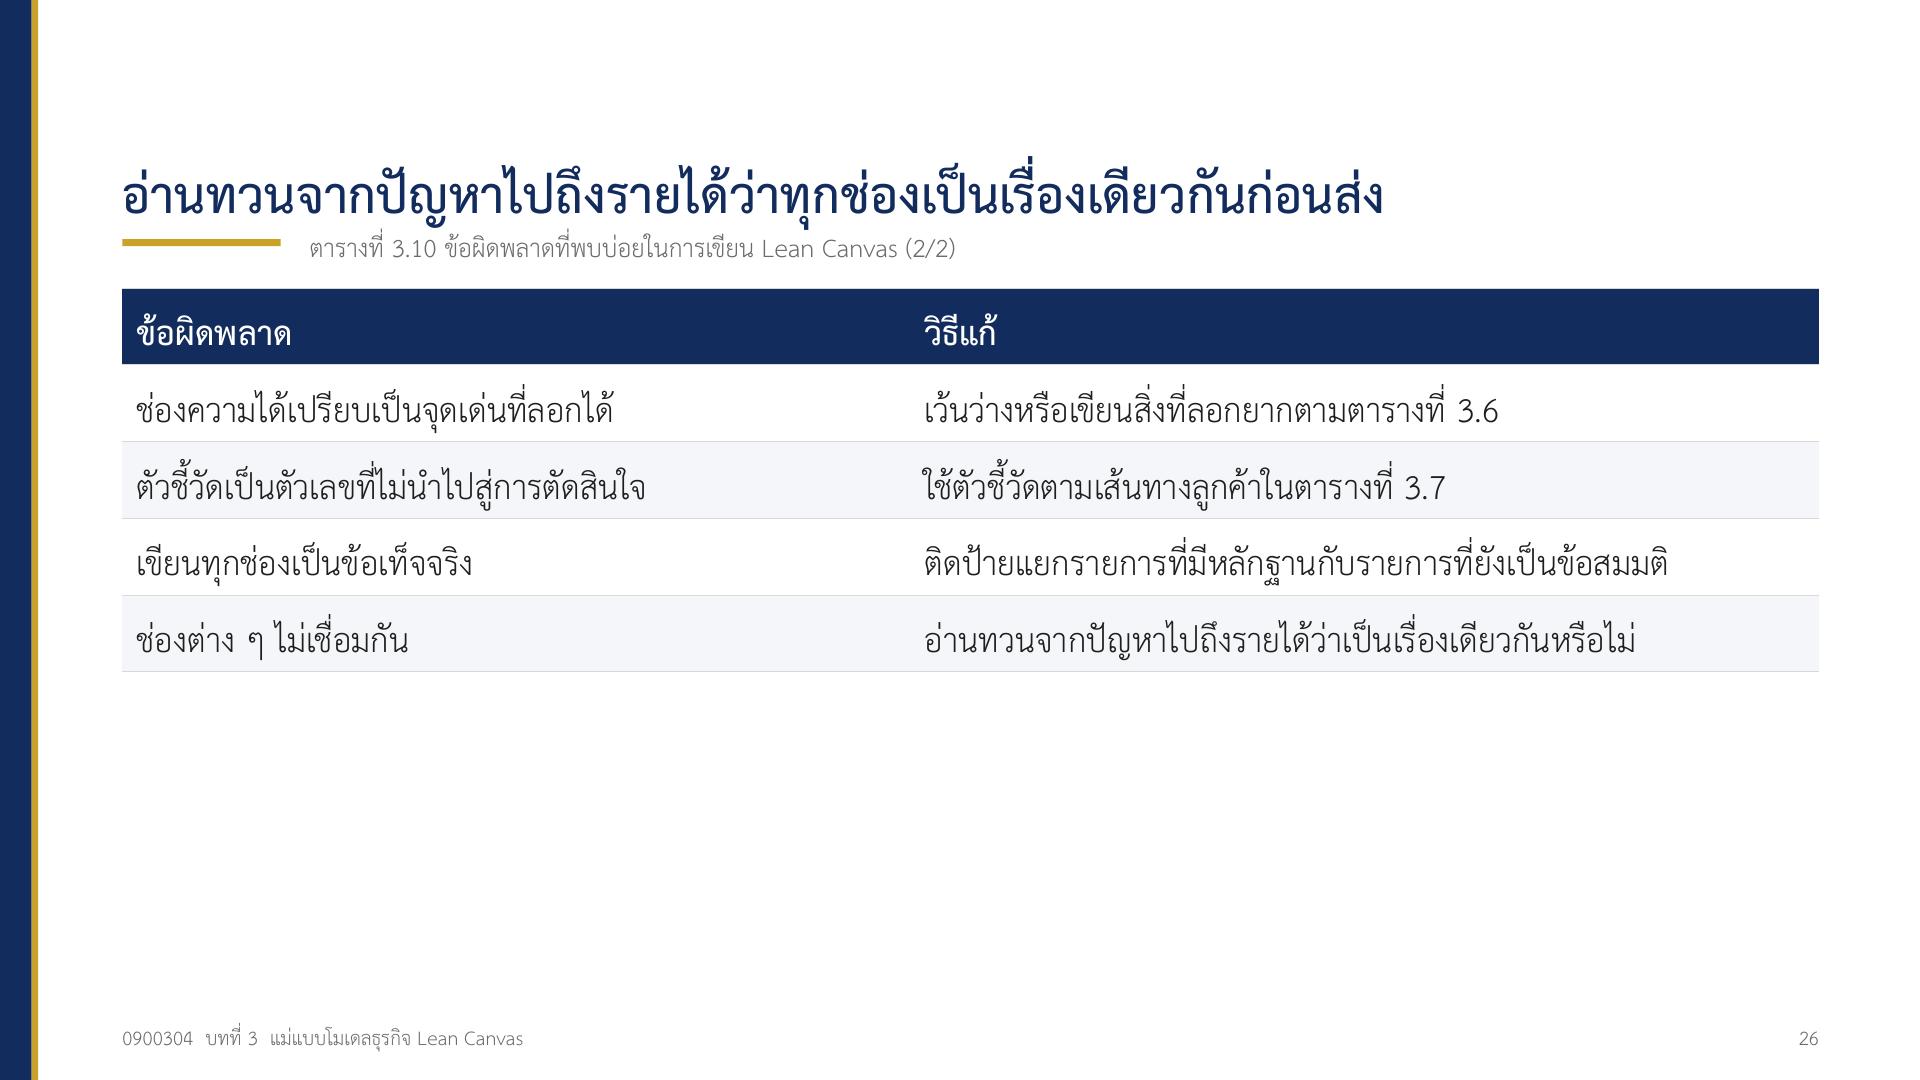 อ่านทวนจากปัญหาไปถึงรายได้ว่าทุกช่องเป็นเรื่องเดียวกันก่อนส่ง
ตารางที่ 3.10 ข้อผิดพลาดที่พบบ่อยในการเขียน Lean Canvas (2/2)
ข้อผิดพลาด วิธีแก้
ช่องความได้เปรียบเป็นจุดเด่นที่ลอกได้ เว้นว่างหรือเขียนสิ่งที่ลอกยากตามตารางที่ 3.6
ตัวชี้วัดเป็นตัวเลขที่ไม่นำไปสู่การตัดสินใจ ใช้ตัวชี้วัดตามเส้นทางลูกค้าในตารางที่ 3.7
เขียนทุกช่องเป็นข้อเท็จจริง ติดป้ายแยกรายการที่มีหลักฐานกับรายการที่ยังเป็นข้อสมมติ
ช่องต่าง ๆ ไม่เชื่อมกัน อ่านทวนจากปัญหาไปถึงรายได้ว่าเป็นเรื่องเดียวกันหรือไม่
0900304 บทที่ 3 แม่แบบโมเดลธุรกิจ Lean Canvas 26